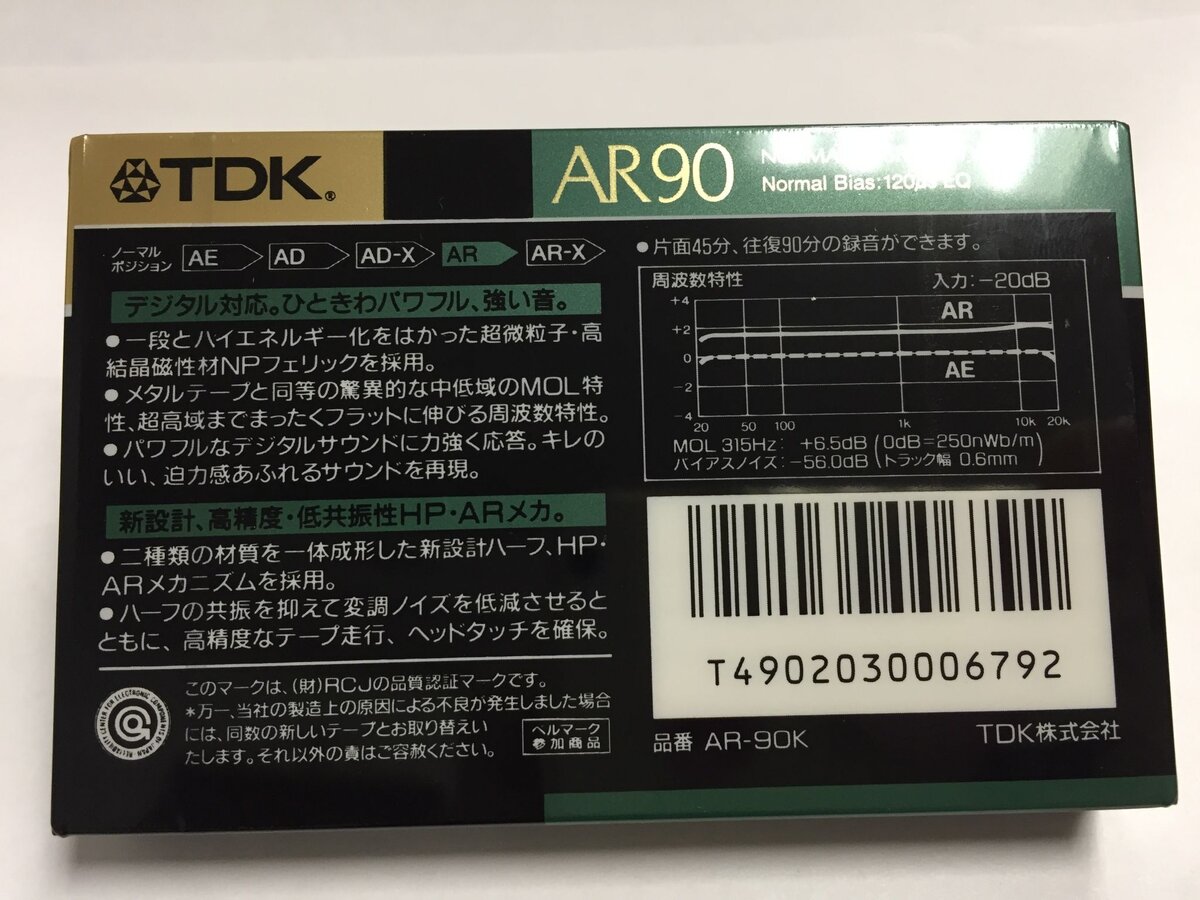 TDK®
AR90
Normal Bias:120μs EQ
ノーマル
ポジション
AE
AD
AD-X
AR
AR-X
デジタル対応。ひときわパワフル、強い音。
●一段とハイエネルギー化をはかった超微粒子・高
結晶磁性材NPフェリックを採用。
●メタルテープと同等の驚異的な中低域のMOL特
性、超高域までまったくフラットに伸びる周波数特性。
●パワフルなデジタルサウンドに力強く応答。キレの
いい、迫力感あふれるサウンドを再現。
新設計、高精度・低共振性HP・ARメカ。
●二種類の材質を一体成形した新設計ハーフ、HP・
ARメカニズムを採用。
●ハーフの共振を抑えて変調ノイズを低減させると
ともに、高精度なテープ走行、ヘッドタッチを確保。
このマークは、(財)RCJの品質認証マークです。
*万一、当社の製造上の原因による不良が発生しました場合
には、同数の新しいテープとお取り替えい
たします。それ以外の責はご容赦ください。
ベルマーク
参加商品
RELIABILITY CENTER FOR ELECTRONIC COMPONENTS OF JAPAN
●片面45分、往復90分の録音ができます。
周波数特性 入力：−20dB
+4
+2
0
−2
−4
AR
AE
20 50 100 1k 10k 20k
MOL 315Hz： +6.5dB (0dB=250nWb/m)
バイアスノイズ：−56.0dB (トラック幅 0.6mm)
T4902030006792
品番 AR-90K
TDK株式会社